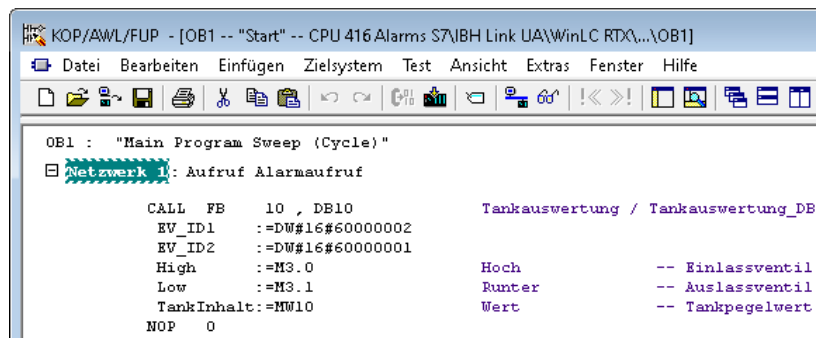 KOP/AWL/FUP - [OB1 -- "Start" -- CPU 416 Alarms S7\IBH Link UA\WinLC RTX\...\OB1]
Datei Bearbeiten Einfügen Zielsystem Test Ansicht Extras Fenster Hilfe
OB1 : "Main Program Sweep (Cycle)"
Netzwerk 1: Aufruf Alarmaufruf
CALL FB 10 , DB10 Tankauswertung / Tankauswertung_DB
EV_ID1 :=DW#16#60000002
EV_ID2 :=DW#16#60000001
High :=M3.0 Hoch -- Einlassventil
Low :=M3.1 Runter -- Auslassventil
TankInhalt:=MW10 Wert -- Tankpegelwert
NOP 0